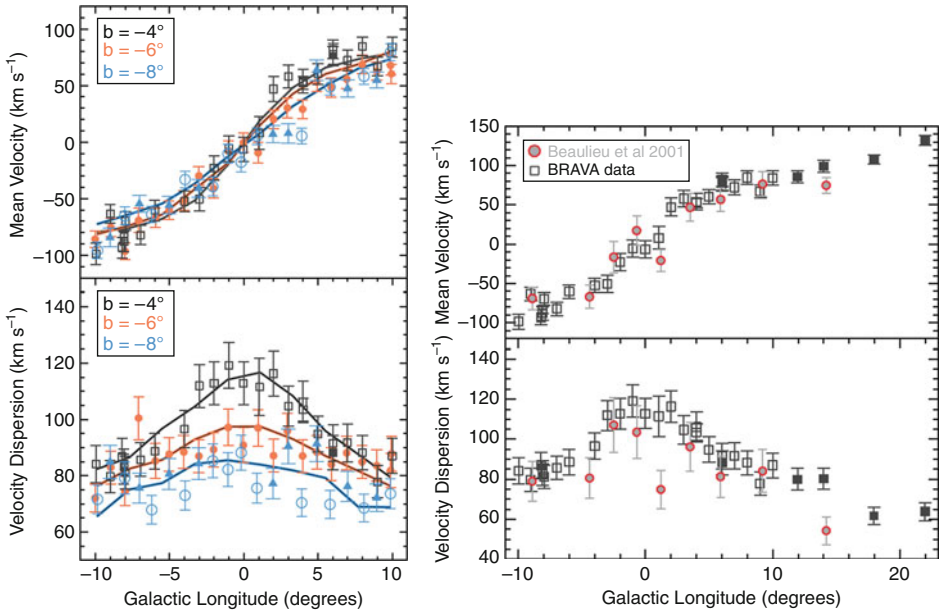 b = −4°
b = −6°
b = −8°
100
50
0
−50
−100
Mean Velocity (km s⁻¹)
b = −4°
b = −6°
b = −8°
140
120
100
80
60
Velocity Dispersion (km s⁻¹)
−10
−5
0
5
10
Galactic Longitude (degrees)
Beaulieu et al 2001
BRAVA data
150
100
50
0
−50
−100
Mean Velocity (km s⁻¹)
140
120
100
80
60
40
Velocity Dispersion (km s⁻¹)
−10
0
10
20
Galactic Longitude (degrees)